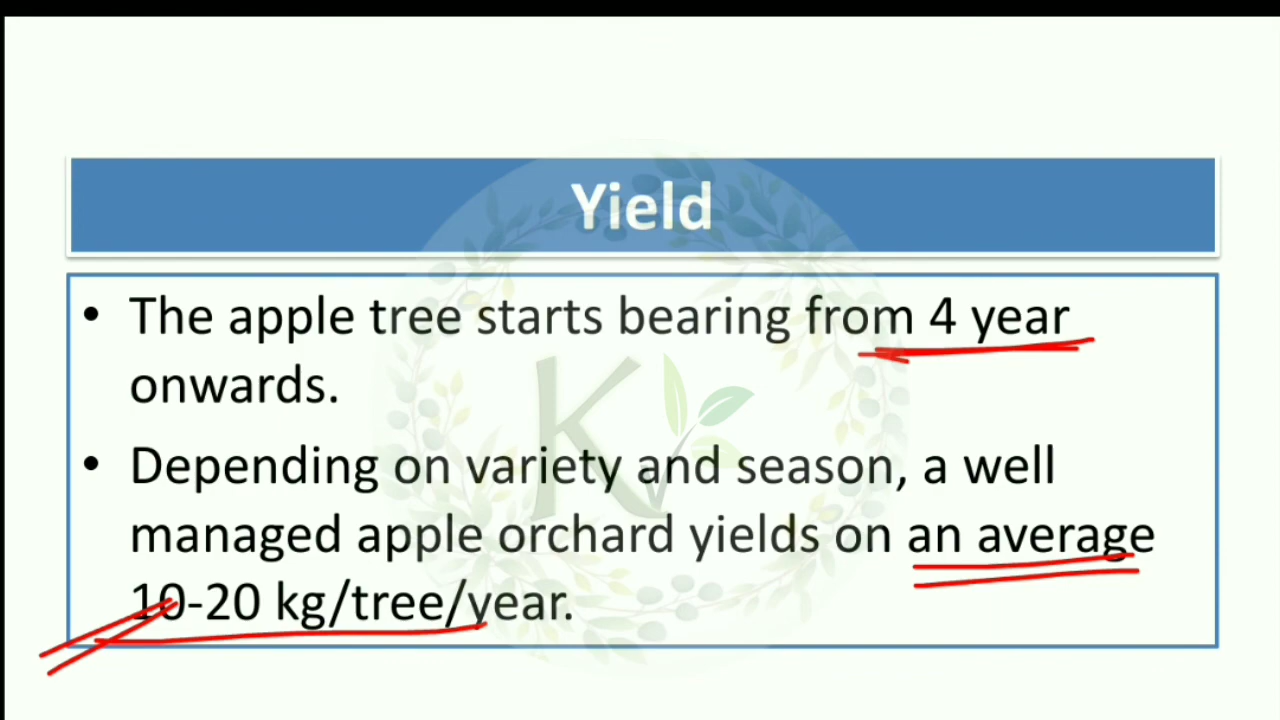 Yield
• The apple tree starts bearing from 4 year
onwards.
• Depending on variety and season, a well
managed apple orchard yields on an average
10-20 kg/tree/year.
K